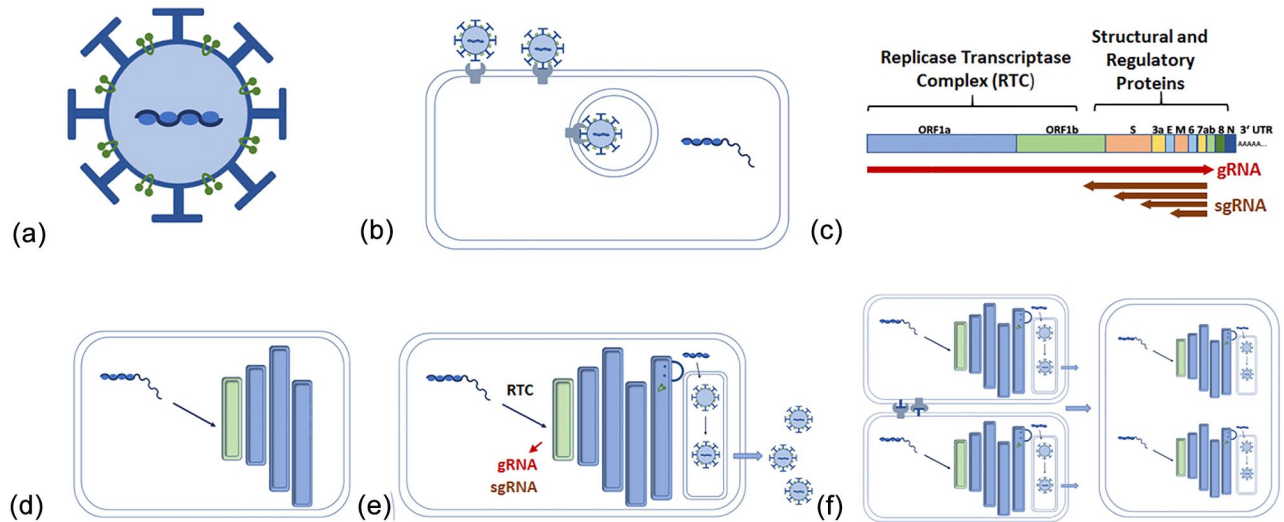 (a)
(b)
Replicase Transcriptase
Complex (RTC)
Structural and
Regulatory
Proteins
ORF1a ORF1b S 3a E M 6 7ab 8 N 3’ UTR
AAAAA...
gRNA
sgRNA
(c)
(d)
RTC
gRNA
sgRNA
(e)
(f)